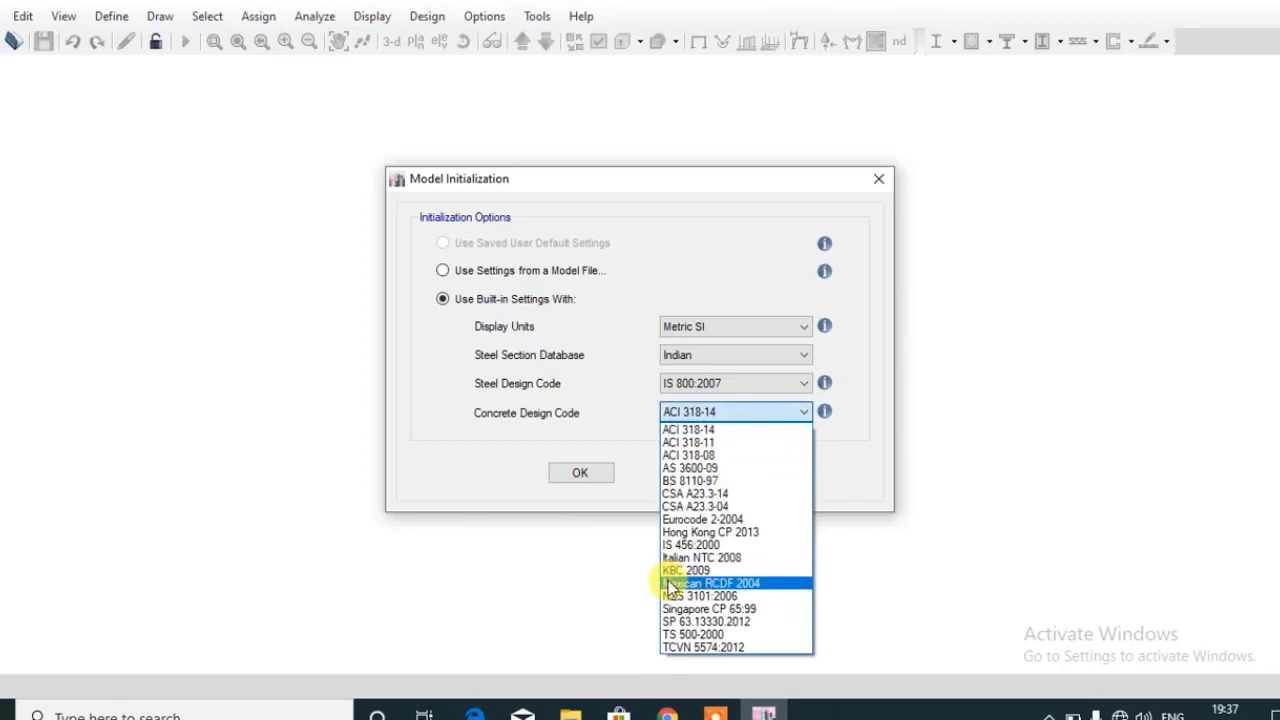 Edit View Define Draw Select Assign Analyze Display Design Options Tools Help
3-d nd
Model Initialization
Initialization Options
Use Saved User Default Settings
Use Settings from a Model File...
Use Built-in Settings With:
Display Units Metric SI
Steel Section Database Indian
Steel Design Code IS 800:2007
Concrete Design Code ACI 318-14
ACI 318-14
ACI 318-11
ACI 318-08
AS 3600-09
BS 8110-97
CSA A23.3-14
CSA A23.3-04
Eurocode 2-2004
Hong Kong CP 2013
IS 456:2000
Italian NTC 2008
KBC 2009
Mexican RCDF 2004
NZS 3101:2006
Singapore CP 65:99
SP 63.13330.2012
TS 500-2000
TCVN 5574:2012
OK
Activate Windows
Go to Settings to activate Windows.
Type here to search
ENG
19:37